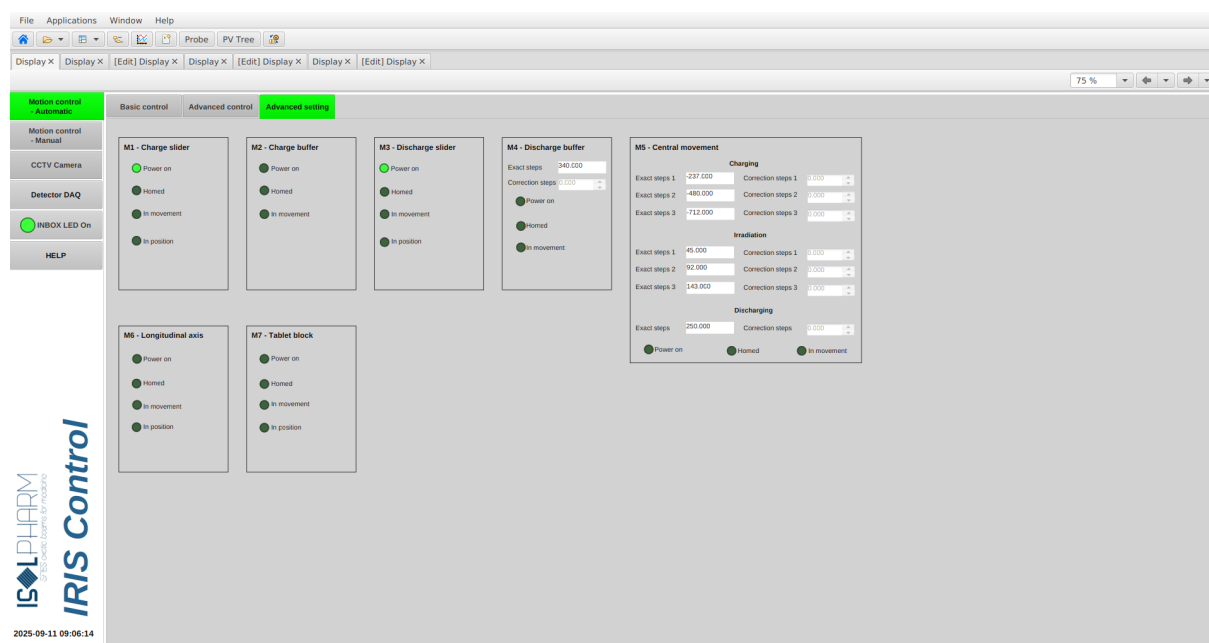 File Applications Window Help
Probe PV Tree
Display × Display × [Edit] Display × Display × [Edit] Display × Display × [Edit] Display ×
75 %
Motion control
- Automatic
Motion control
- Manual
CCTV Camera
Detector DAQ
INBOX LED On
HELP
Basic control Advanced control Advanced setting
M1 - Charge slider
Power on
Homed
In movement
In position
M2 - Charge buffer
Power on
Homed
In movement
M3 - Discharge slider
Power on
Homed
In movement
In position
M4 - Discharge buffer
Exact steps 340.000
Correction steps 0.000
Power on
Homed
In movement
M5 - Central movement
Charging
Exact steps 1 -237.000 Correction steps 1 0.000
Exact steps 2 -480.000 Correction steps 2 0.000
Exact steps 3 -712.000 Correction steps 3 0.000
Irradiation
Exact steps 1 45.000 Correction steps 1 0.000
Exact steps 2 92.000 Correction steps 2 0.000
Exact steps 3 143.000 Correction steps 3 0.000
Discharging
Exact steps 250.000 Correction steps 0.000
Power on Homed In movement
M6 - Longitudinal axis
Power on
Homed
In movement
In position
M7 - Tablet block
Power on
Homed
In movement
In position
ISOLPHARM
SPES exotic beams for medicine
IRIS Control
2025-09-11 09:06:14